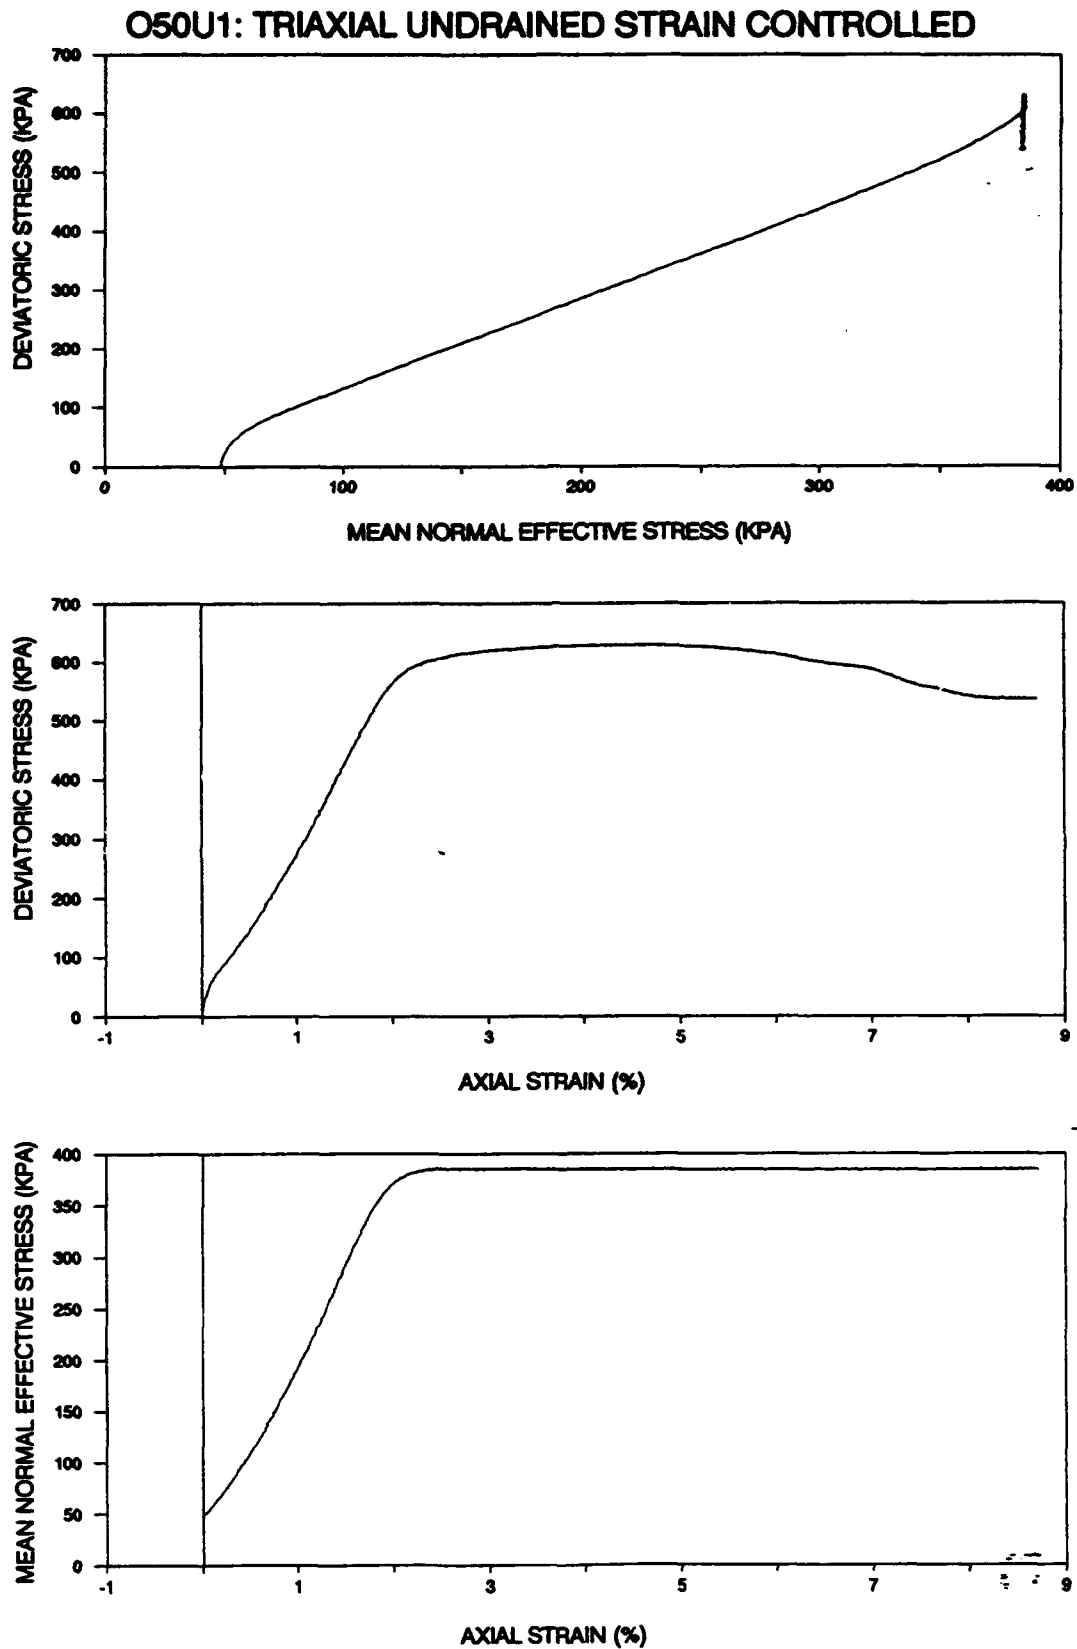 O50U1: TRIAXIAL UNDRAINED STRAIN CONTROLLED
DEVIATORIC STRESS (KPA)
700
600
500
400
300
200
100
0
0 100 200 300 400
MEAN NORMAL EFFECTIVE STRESS (KPA)
DEVIATORIC STRESS (KPA)
700
600
500
400
300
200
100
0
-1 1 3 5 7 9
AXIAL STRAIN (%)
MEAN NORMAL EFFECTIVE STRESS (KPA)
400
350
300
250
200
150
100
50
0
-1 1 3 5 7 9
AXIAL STRAIN (%)